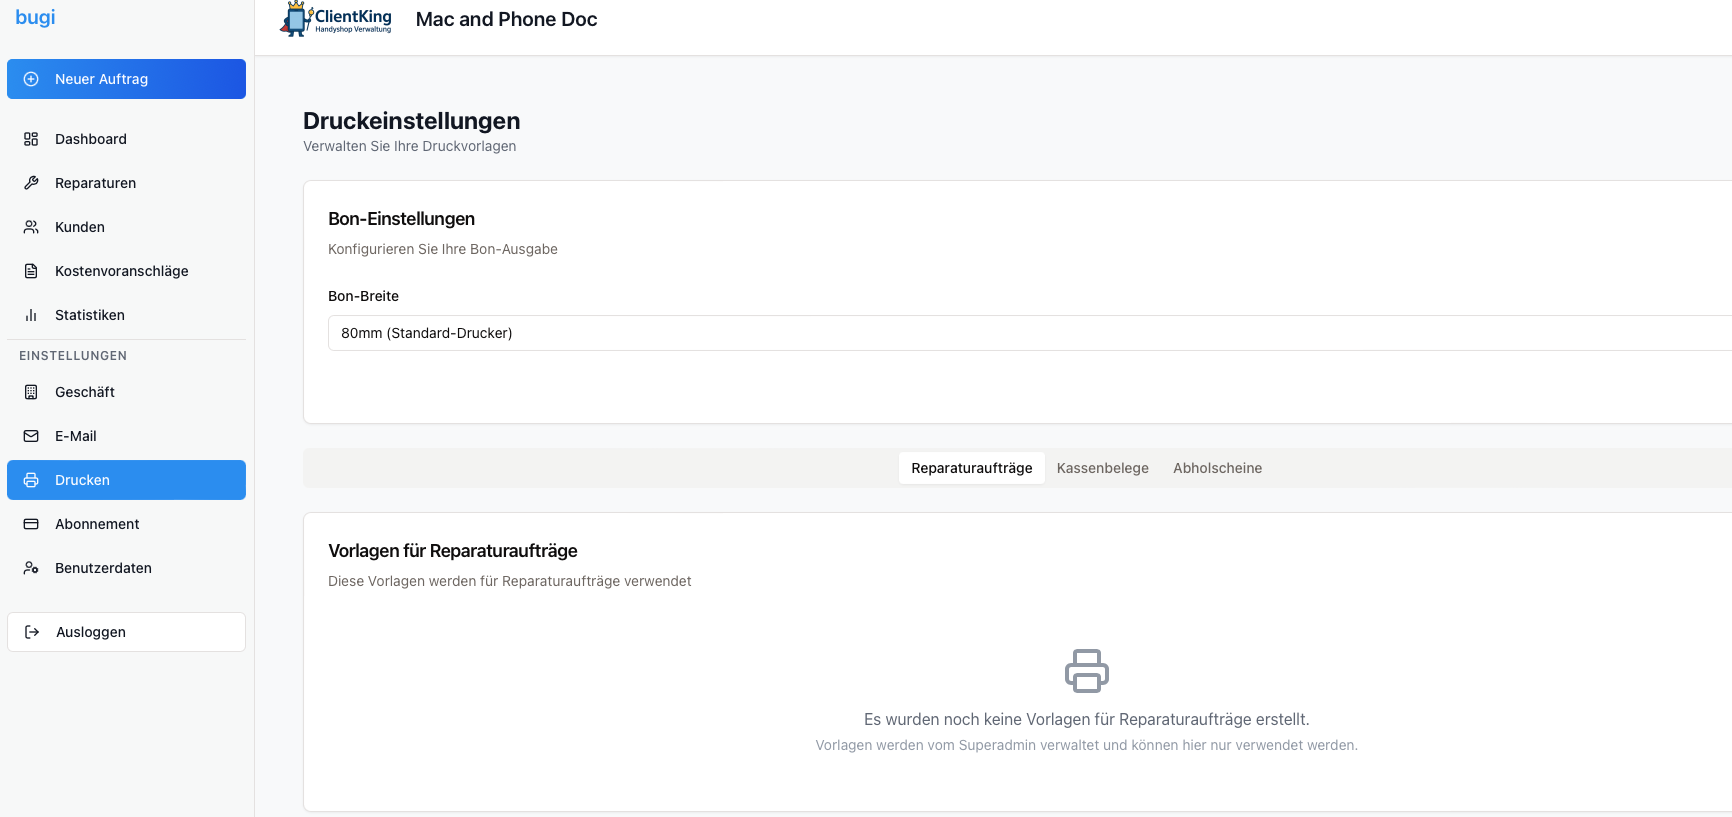 bugi
Neuer Auftrag
Dashboard
Reparaturen
Kunden
Kostenvoranschläge
Statistiken
EINSTELLUNGEN
Geschäft
E-Mail
Drucken
Abonnement
Benutzerdaten
Ausloggen
ClientKing
Handyshop Verwaltung
Mac and Phone Doc
Druckeinstellungen
Verwalten Sie Ihre Druckvorlagen
Bon-Einstellungen
Konfigurieren Sie Ihre Bon-Ausgabe
Bon-Breite
80mm (Standard-Drucker)
Reparaturaufträge Kassenbelege Abholscheine
Vorlagen für Reparaturaufträge
Diese Vorlagen werden für Reparaturaufträge verwendet
Es wurden noch keine Vorlagen für Reparaturaufträge erstellt.
Vorlagen werden vom Superadmin verwaltet und können hier nur verwendet werden.